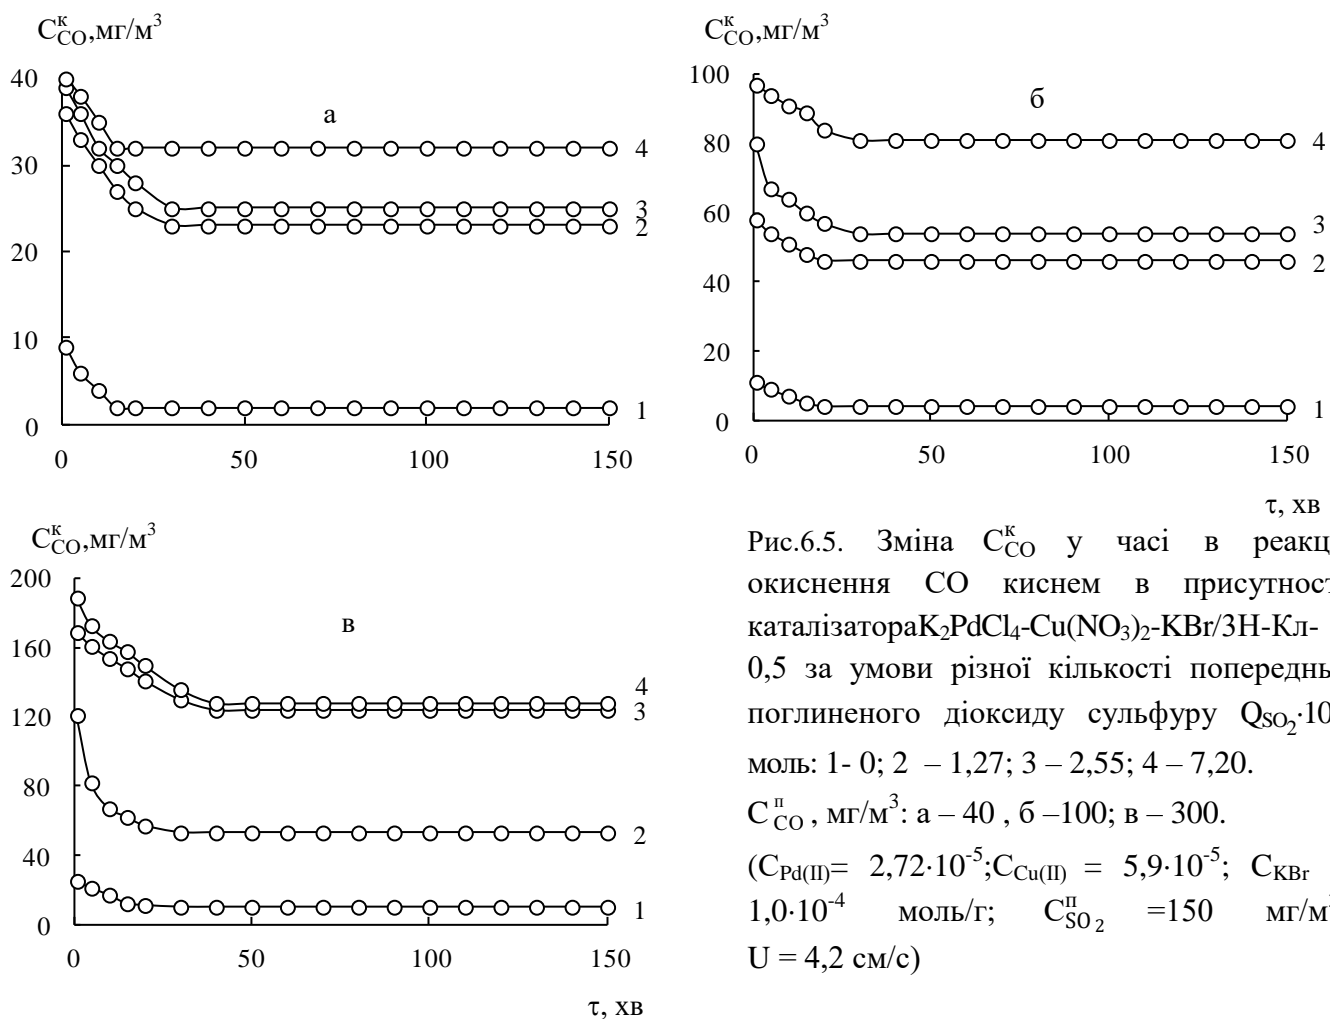 C^к_CO,мг/м³
40
30
20
10
0
а
4
3
2
1
0 50 100 150
C^к_CO,мг/м³
100
80
60
40
20
0
б
4
3
2
1
0 50 100 150
τ, хв
C^к_CO,мг/м³
200
160
120
80
40
0
в
4
3
2
1
0 50 100 150
τ, хв
Рис.6.5. Зміна C^к_CO у часі в реакц
окиснення СО киснем в присутност
каталізатораK₂PdCl₄-Cu(NO₃)₂-KBr/3Н-Кл-
0,5 за умови різної кількості попередньо
поглиненого діоксиду сульфуру Q_SO₂·10
моль: 1- 0; 2 – 1,27; 3 – 2,55; 4 – 7,20.
C^п_CO , мг/м³: а – 40 , б –100; в – 300.
(C_Pd(II)= 2,72·10⁻⁵;C_Cu(II) = 5,9·10⁻⁵; C_KBr
1,0·10⁻⁴ моль/г; C^п_SO₂ =150 мг/м
U = 4,2 см/с)